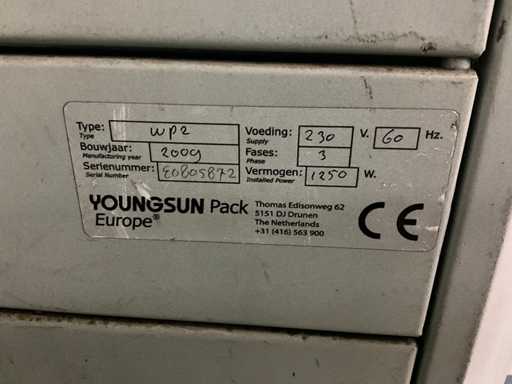 Type: wp2 Voeding: 230 V. 60 Hz.
Type Supply
Bouwjaar: 2009 Fases: 3
Manufacturing year Phase
Serienummer: 80805872 Vermogen: 1250 W.
Serial Number Installed Power
YOUNGSUN Pack Thomas Edisonweg 62
Europe® 5151 DJ Drunen
The Netherlands
+31 (416) 563 900
CE